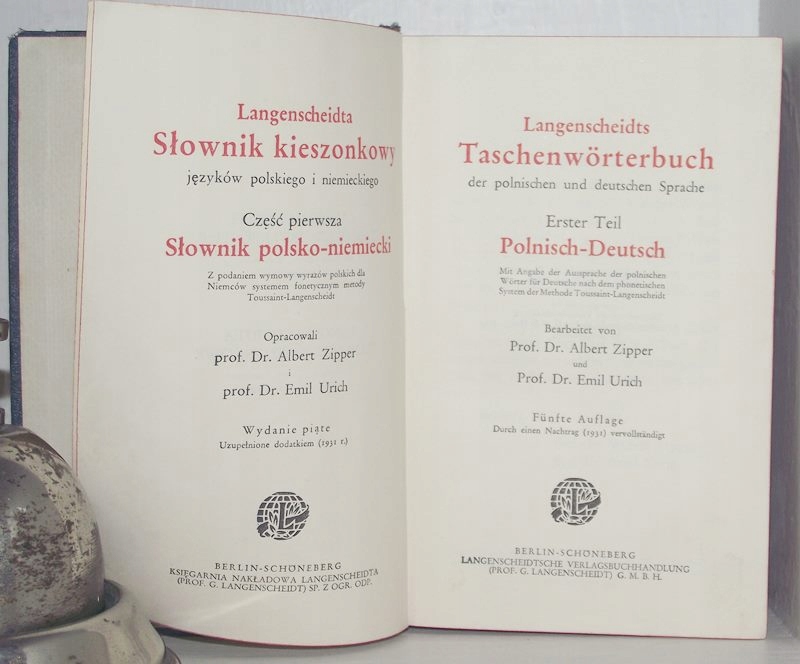 Langenscheidta
Słownik kieszonkowy
języków polskiego i niemieckiego
Część pierwsza
Słownik polsko-niemiecki
Z podaniem wymowy wyrazów polskich dla
Niemców systemem fonetycznym metody
Toussaint-Langenscheidt
Opracowali
prof. Dr. Albert Zipper
i
prof. Dr. Emil Urich
Wydanie piąte
Uzupełnione dodatkiem (1931 r.)
L
BERLIN-SCHÖNEBERG
KSIĘGARNIA NAKŁADOWA LANGENSCHEIDTA
(PROF. G. LANGENSCHEIDT) SP. Z OGR. ODP.
Langenscheidts
Taschenwörterbuch
der polnischen und deutschen Sprache
Erster Teil
Polnisch-Deutsch
Mit Angabe der Aussprache der polnischen
Wörter für Deutsche nach dem phonetischen
System der Methode Toussaint-Langenscheidt
Bearbeitet von
Prof. Dr. Albert Zipper
und
Prof. Dr. Emil Urich
Fünfte Auflage
Durch einen Nachtrag (1931) vervollständigt
L
BERLIN-SCHÖNEBERG
LANGENSCHEIDTSCHE VERLAGSBUCHHANDLUNG
(PROF. G. LANGENSCHEIDT) G. M. B. H.